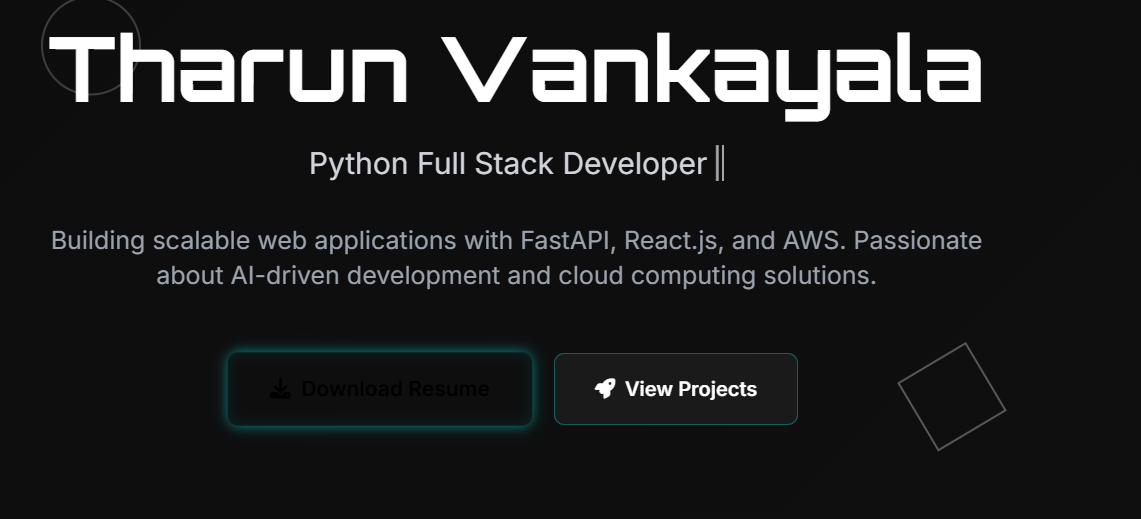 Tharun Vankayala
Python Full Stack Developer
Building scalable web applications with FastAPI, React.js, and AWS. Passionate
about AI-driven development and cloud computing solutions.
Download Resume
View Projects